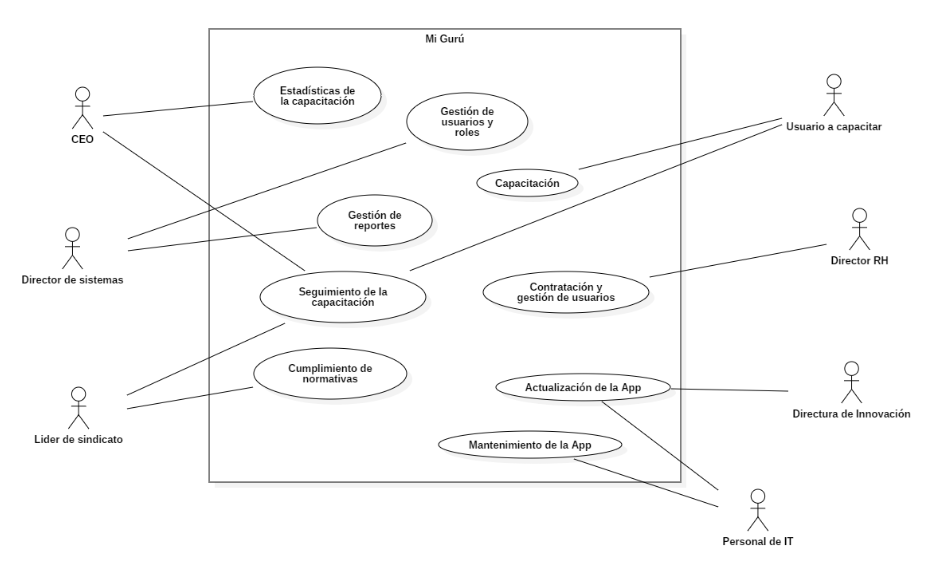 Mi Gurú
Estadísticas de
la capacitación
Gestión de
usuarios y
roles
CEO
Usuario a capacitar
Capacitación
Gestión de
reportes
Director de sistemas
Director RH
Seguimiento de la
capacitación
Contratación y
gestión de usuarios
Cumplimiento de
normativas
Actualización de la App
Lider de sindicato
Directura de Innovación
Mantenimiento de la App
Personal de IT